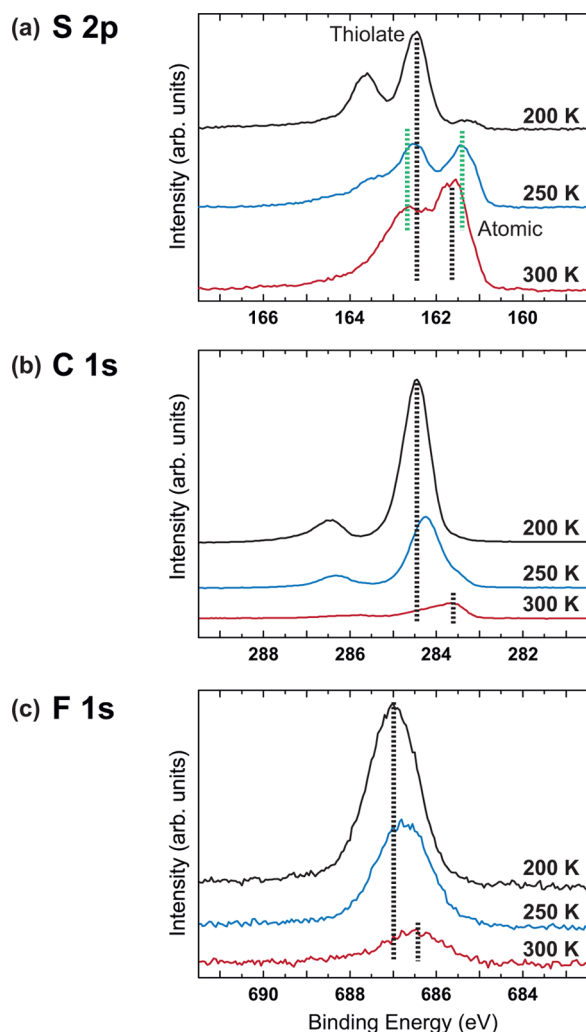 (a) S 2p
Intensity (arb. units)
Thiolate
200 K
250 K
Atomic
300 K
166 164 162 160
(b) C 1s
Intensity (arb. units)
200 K
250 K
300 K
288 286 284 282
(c) F 1s
Intensity (arb. units)
200 K
250 K
300 K
690 688 686 684
Binding Energy (eV)